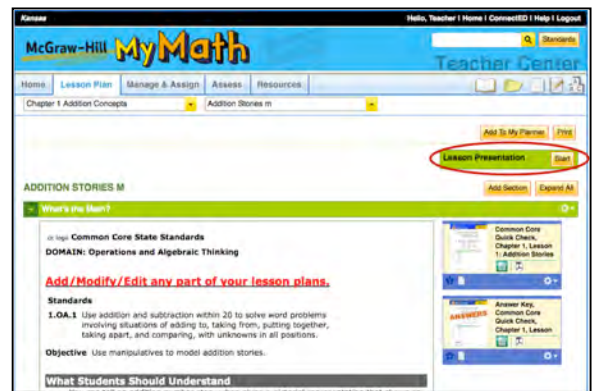 Kansas
Hello, Teacher | Home | ConnectED | Help | Logout
McGraw-Hill My Math
Standards
Teacher Center
Home Lesson Plan Manage & Assign Assess Resources
Chapter 1 Addition Concepts
Addition Stories m
Add To My Planner Print
Lesson Presentation Start
ADDITION STORIES M
Add Section Expand All
What's the Math?
cc logo Common Core State Standards
DOMAIN: Operations and Algebraic Thinking
Add/Modify/Edit any part of your lesson plans.
Standards
1.OA.1 Use addition and subtraction within 20 to solve word problems
involving situations of adding to, taking from, putting together,
taking apart, and comparing, with unknowns in all positions.
Objective Use manipulatives to model addition stories.
What Students Should Understand
Common Core
Quick Check,
Chapter 1, Lesson
1: Addition Stories
ANSWERS
Answer Key,
Common Core
Quick Check,
Chapter 1, Lesson